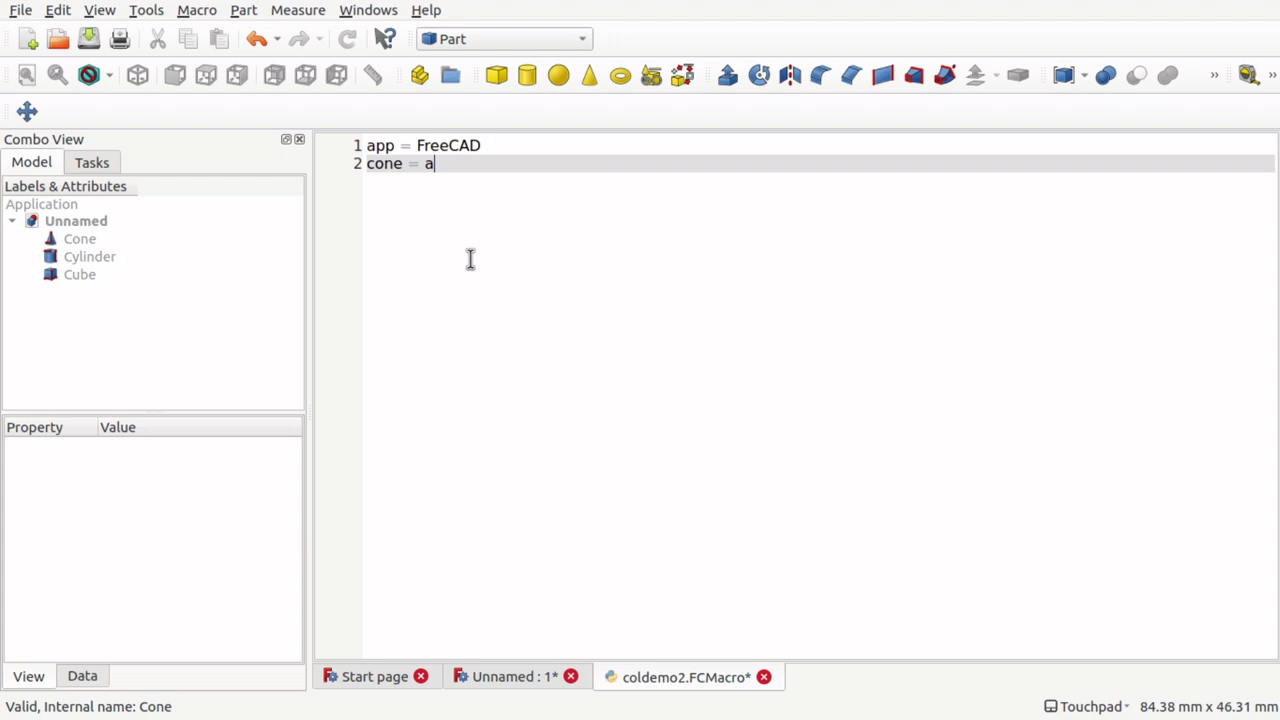 File Edit View Tools Macro Part Measure Windows Help
Part
Combo View
Model Tasks
Labels & Attributes
Application
Unnamed
Cone
Cylinder
Cube
Property Value
View Data
1 app = FreeCAD
2 cone = a
Start page Unnamed : 1* coldemo2.FCMacro*
Valid, Internal name: Cone Touchpad 84.38 mm x 46.31 mm